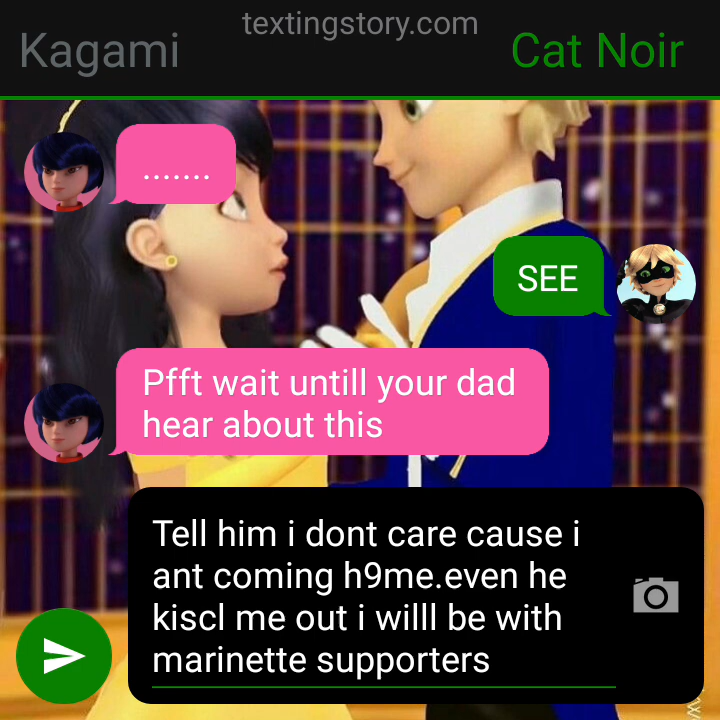 textingstory.com
Kagami
Cat Noir
.......
SEE
Pfft wait untill your dad
hear about this
Tell him i dont care cause i
ant coming h9me.even he
kiscl me out i willl be with
marinette supporters